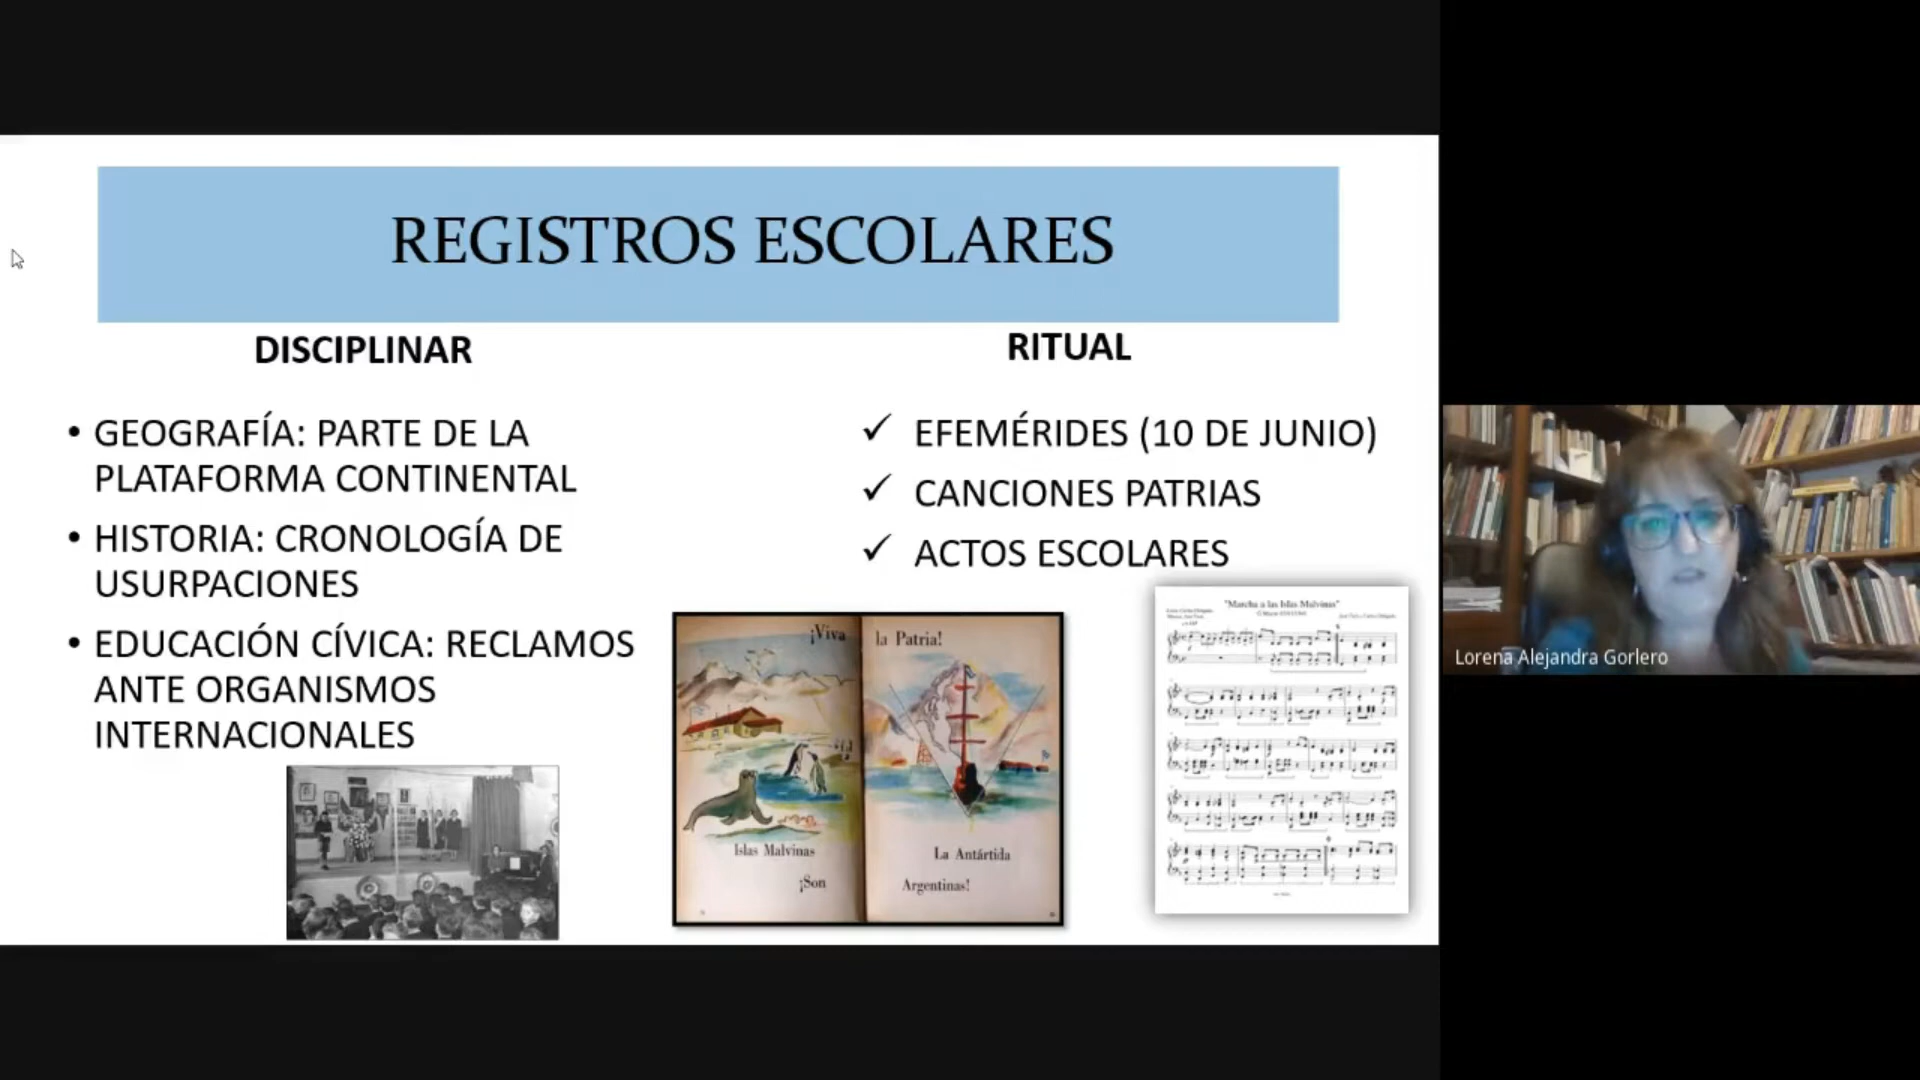 REGISTROS ESCOLARES
DISCIPLINAR
• GEOGRAFÍA: PARTE DE LA
PLATAFORMA CONTINENTAL
• HISTORIA: CRONOLOGÍA DE
USURPACIONES
• EDUCACIÓN CÍVICA: RECLAMOS
ANTE ORGANISMOS
INTERNACIONALES
RITUAL
✓ EFEMÉRIDES (10 DE JUNIO)
✓ CANCIONES PATRIAS
✓ ACTOS ESCOLARES
¡Viva la Patria!
Islas Malvinas
¡Son
La Antártida
Argentinas!
"Marcha a las Islas Malvinas"
Lorena Alejandra Gorlero